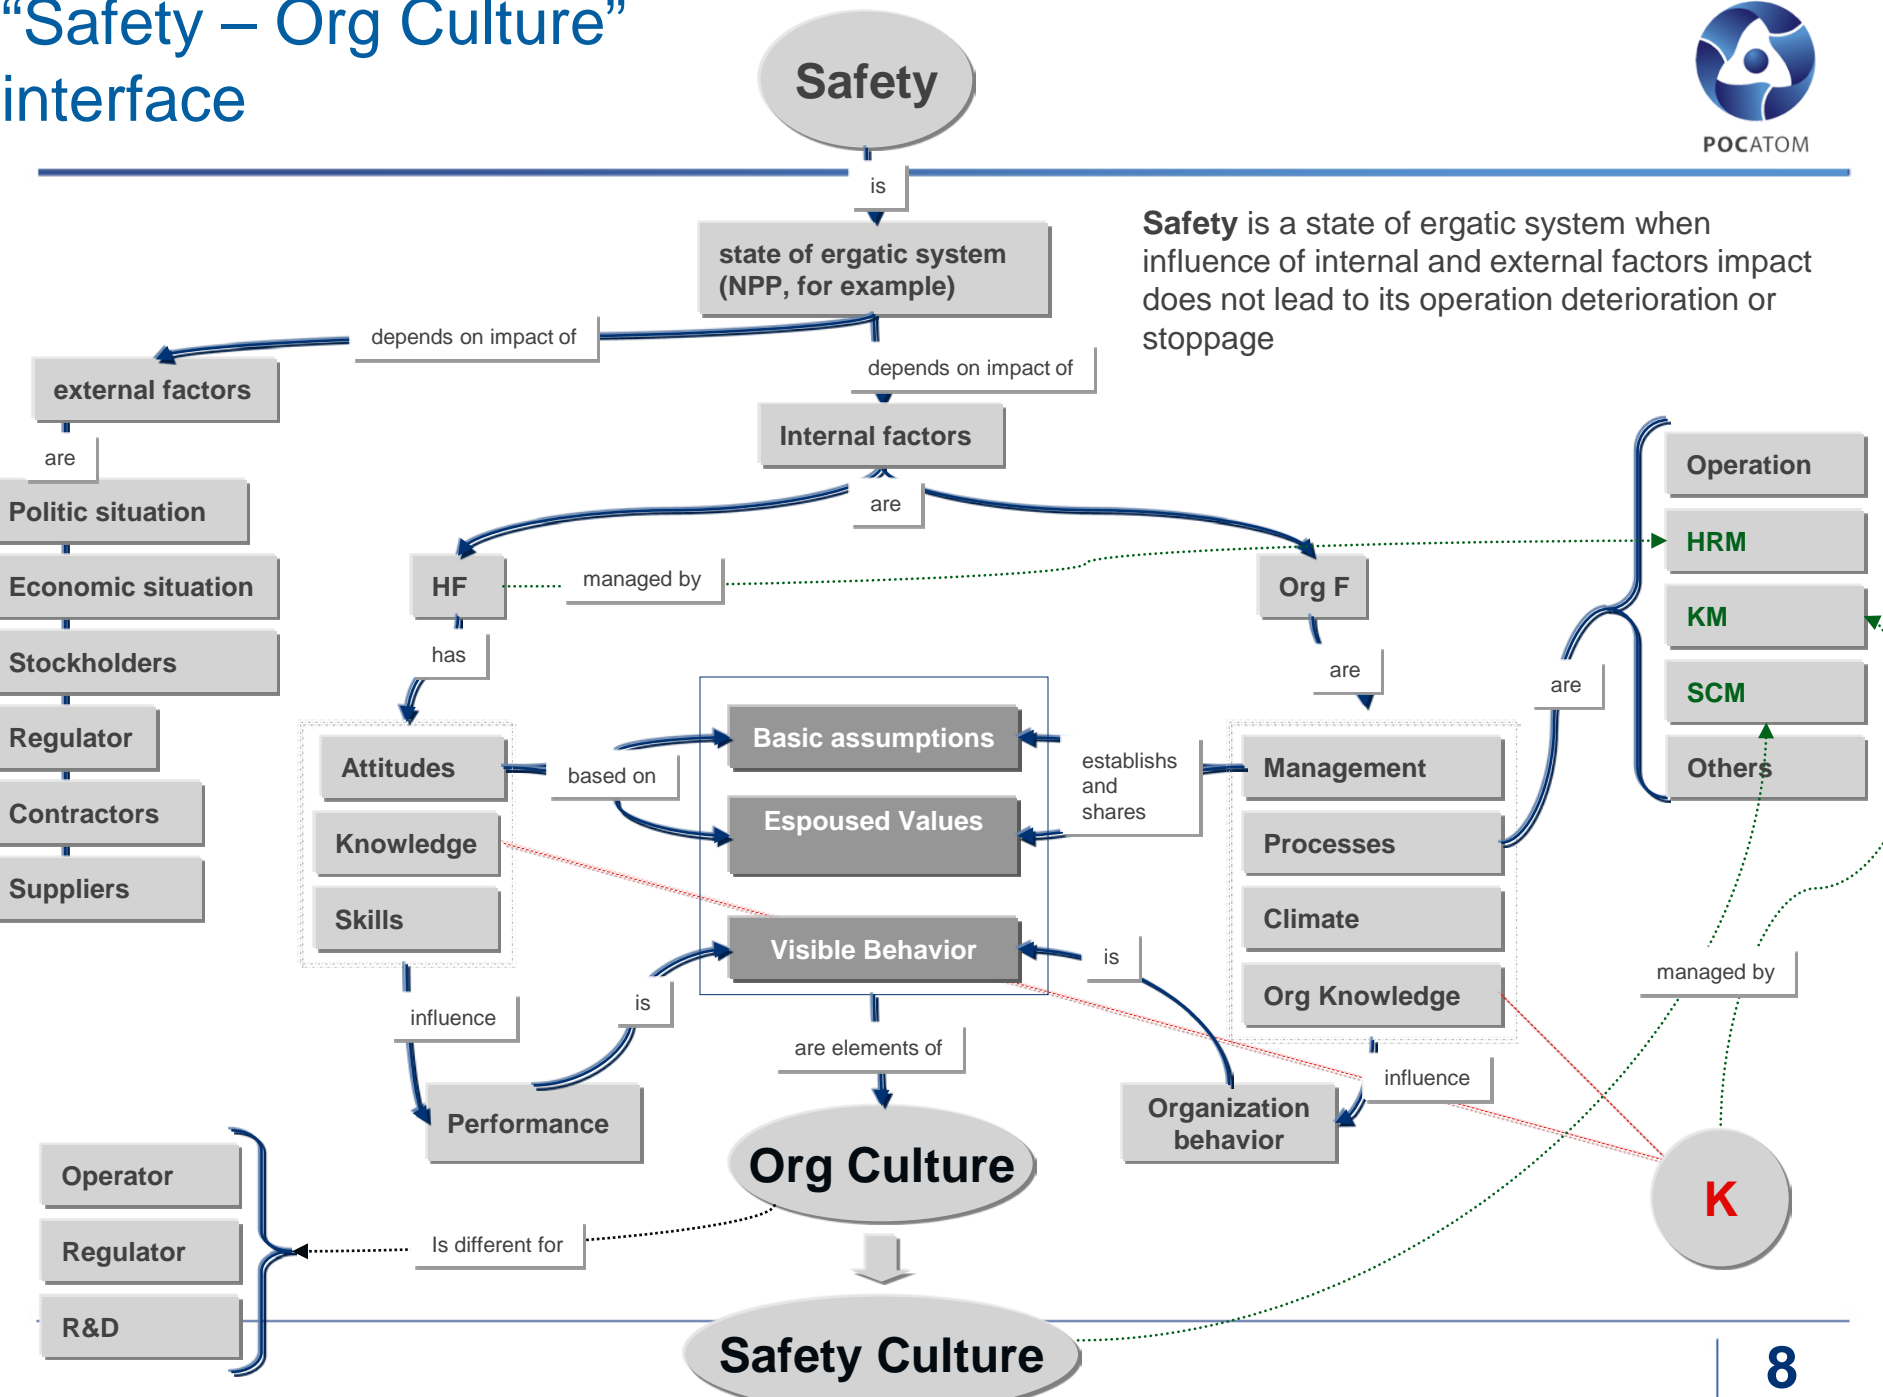 “Safety – Org Culture”
interface
Safety
РОСАТОМ
is
state of ergatic system
(NPP, for example)
Safety is a state of ergatic system when
influence of internal and external factors impact
does not lead to its operation deterioration or
stoppage
depends on impact of
depends on impact of
external factors
Internal factors
are
are
Politic situation
Economic situation
Stockholders
Regulator
Contractors
Suppliers
HF
managed by
Org F
Operation
HRM
KM
SCM
Others
has
are
are
Attitudes
Knowledge
Skills
based on
Basic assumptions
Espoused Values
Visible Behavior
establishs
and
shares
Management
Processes
Climate
Org Knowledge
is
is
managed by
influence
are elements of
influence
Performance
Organization
behavior
Org Culture
K
Operator
Regulator
R&D
Is different for
Safety Culture
8